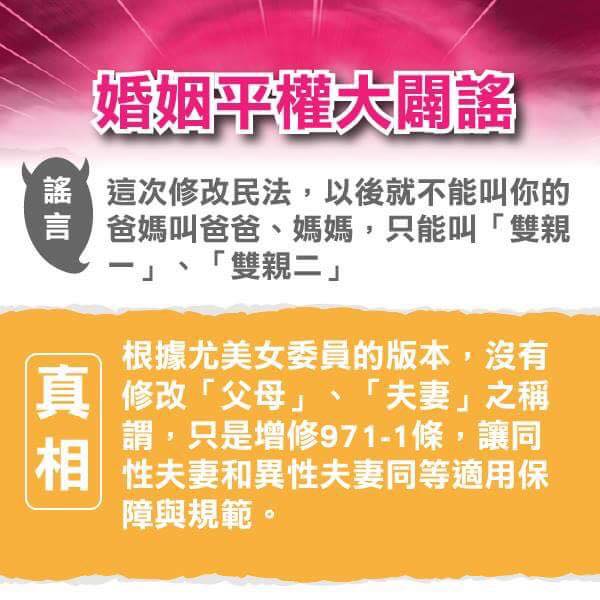 婚姻平權大闢謠
謠言
這次修改民法，以後就不能叫你的
爸媽叫爸爸、媽媽，只能叫「雙親
一」、「雙親二」
真相
根據尤美女委員的版本，沒有
修改「父母」、「夫妻」之稱
謂，只是增修971-1條，讓同
性夫妻和異性夫妻同等適用保
障與規範。